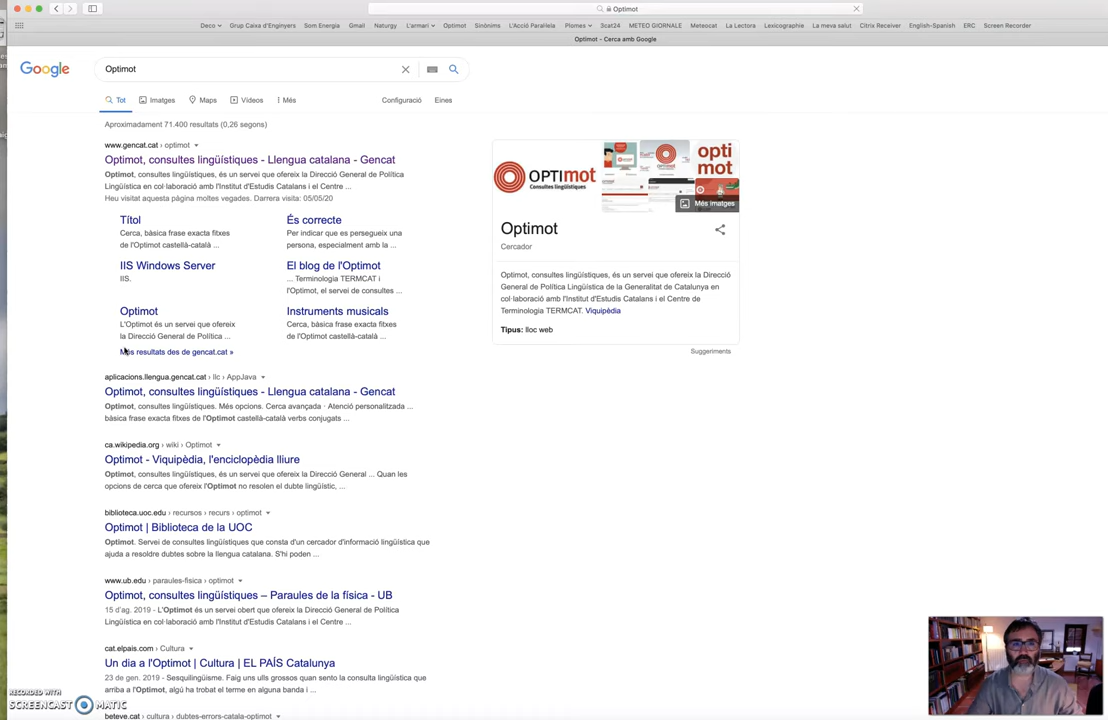 Optimot
Deco
Grup Caixa d'Enginyers
Som Energia
Gmail
Naturgy
L'armari
Optimot
Sinònims
L'Acció ParaHela
Plomes
Scat24
METEO GIORNALE
Meteocat
La Lectora
Lexicographie
La meva salut
Citrix Receiver
English-Spanish
ERC
Screen Recorder
Optimot - Cerca amb Google
Google
Optimot
Tot
Imatges
Maps
Vídeos
Més
Configuració
Eines
Aproximadament 71.400 resultats (0,26 segons)
www.gencat.cat › optimot
Optimot, consultes lingüístiques - Llengua catalana - Gencat
Optimot, consultes lingüístiques, és un servei que ofereix la Direcció General de Política
Lingüística en col·laboració amb l'Institut d'Estudis Catalans i el Centre ...
Heu visitat aquesta pàgina moltes vegades. Darrera visita: 05/05/20
Títol
Cerca, bàsica frase exacta fitxes
de l'Optimot castellà-català ...
És correcte
Per indicar que es persegueix una
persona, especialment amb la ...
IIS Windows Server
IIS.
El blog de l'Optimot
... Terminologia TERMCAT i
l'Optimot, el servei de consultes ...
Optimot
L'Optimot és un servei que ofereix
la Direcció General de Política ...
Instruments musicals
Cerca, bàsica frase exacta fitxes
de l'Optimot castellà-català ...
Més resultats des de gencat.cat »
aplicacions.llengua.gencat.cat › llc › AppJava
Optimot, consultes lingüístiques - Llengua catalana - Gencat
Optimot, consultes lingüístiques. Més opcions. Cerca avançada · Atenció personalitzada ...
bàsica frase exacta fitxes de l'Optimot castellà-català verbs conjugats ...
ca.wikipedia.org › wiki › Optimot
Optimot - Viquipèdia, l'enciclopèdia lliure
Optimot, consultes lingüístiques, és un servei que ofereix la Direcció General ... Quan les
opcions de cerca que ofereix l'Optimot no resolen el dubte lingüístic, ...
biblioteca.uoc.edu › recursos › recurs › optimot
Optimot | Biblioteca de la UOC
Optimot. Servei de consultes lingüístiques que consta d'un cercador d'informació lingüística que
ajuda a resoldre dubtes sobre la llengua catalana. S'hi poden ...
www.ub.edu › paraules-fisica › optimot
Optimot, consultes lingüístiques – Paraules de la física - UB
15 d'ag. 2019 - L'Optimot és un servei obert que ofereix la Direcció General de Política
Lingüística en col·laboració amb l'Institut d'Estudis Catalans i el Centre ...
cat.elpais.com › Cultura
Un dia a l'Optimot | Cultura | EL PAÍS Catalunya
23 de gen. 2019 - Sesquilingüisme. Faig uns ulls grossos quan sento la consulta lingüística que
arriba a l'Optimot, algú ha trobat el terme en alguna banda i ...
beteve.cat › cultura › dubtes-errors-catala-optimot
OPTIMOT
Consultes lingüístiques
opti
mot
Més imatges
Optimot
Cercador
Optimot, consultes lingüístiques, és un servei que ofereix la Direcció
General de Política Lingüística de la Generalitat de Catalunya en
col·laboració amb l'Institut d'Estudis Catalans i el Centre de
Terminologia TERMCAT. Viquipèdia
Tipus: lloc web
Suggeriments
RECORDED WITH
SCREENCAST MATIC